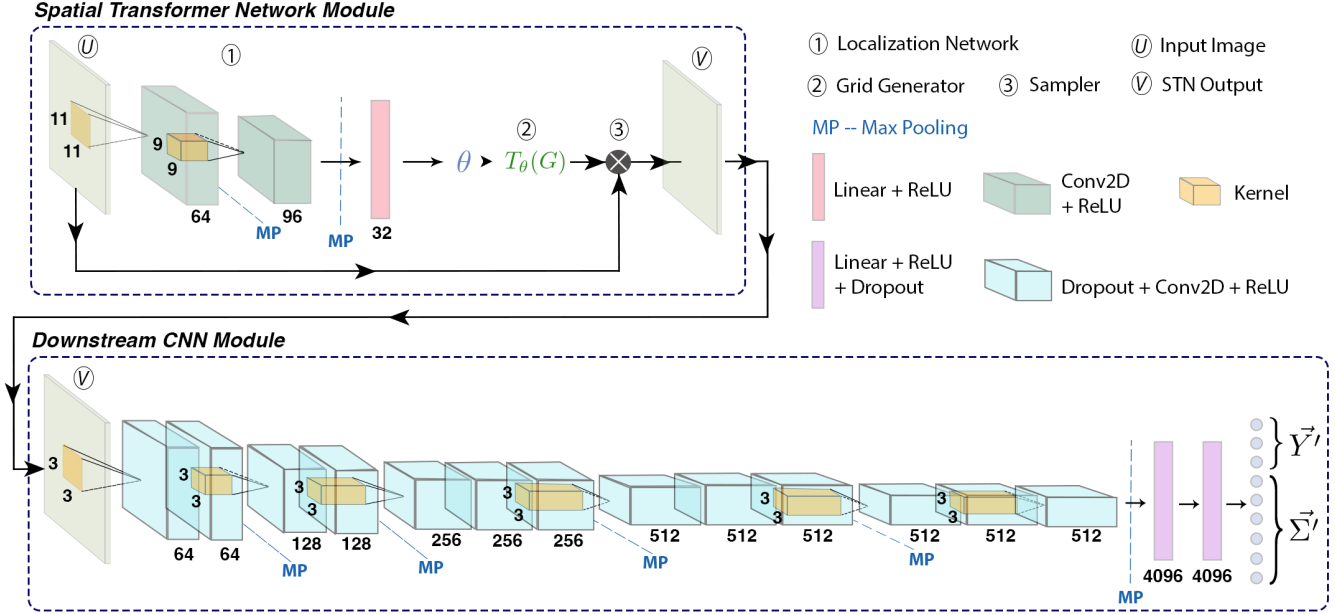 Spatial Transformer Network Module
U
1
V
11
11
9
9
64
MP
96
MP
32
θ
2
T_θ(G)
3
1 Localization Network
U Input Image
2 Grid Generator
3 Sampler
V STN Output
MP -- Max Pooling
Linear + ReLU
Conv2D
+ ReLU
Kernel
Linear + ReLU
+ Dropout
Dropout + Conv2D + ReLU
Downstream CNN Module
V
3
3
64
3
3
64
MP
128
3
3
128
MP
256
256
3
3
256
MP
512
512
3
3
512
MP
512
3
3
512
512
MP
4096
4096
Y⃗′
Σ⃗′